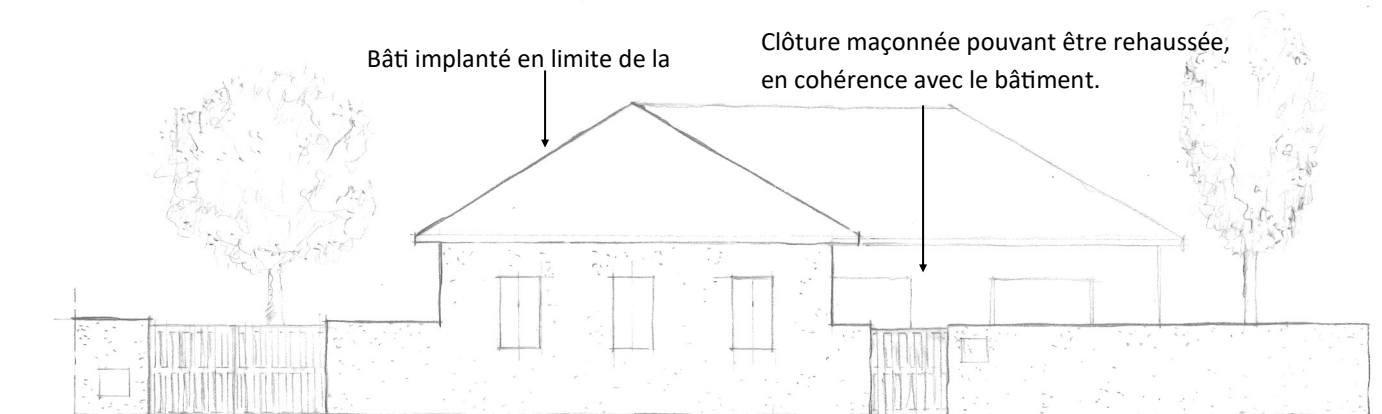 Bâti implanté en limite de la
Clôture maçonnée pouvant être rehaussée,
en cohérence avec le bâtiment.